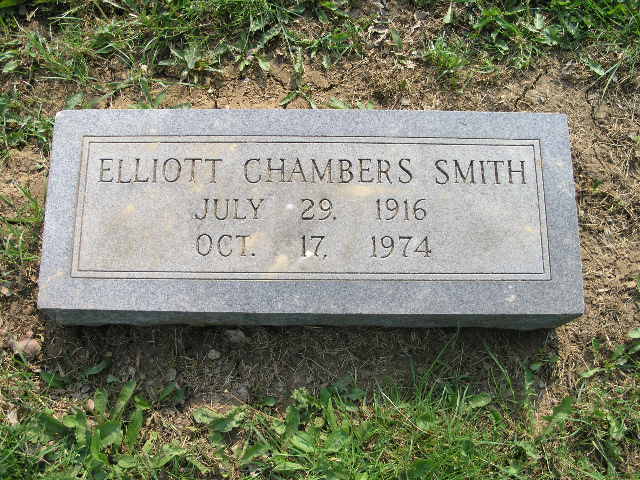 ELLIOTT CHAMBERS SMITH
JULY 29. 1916
OCT. 17, 1974